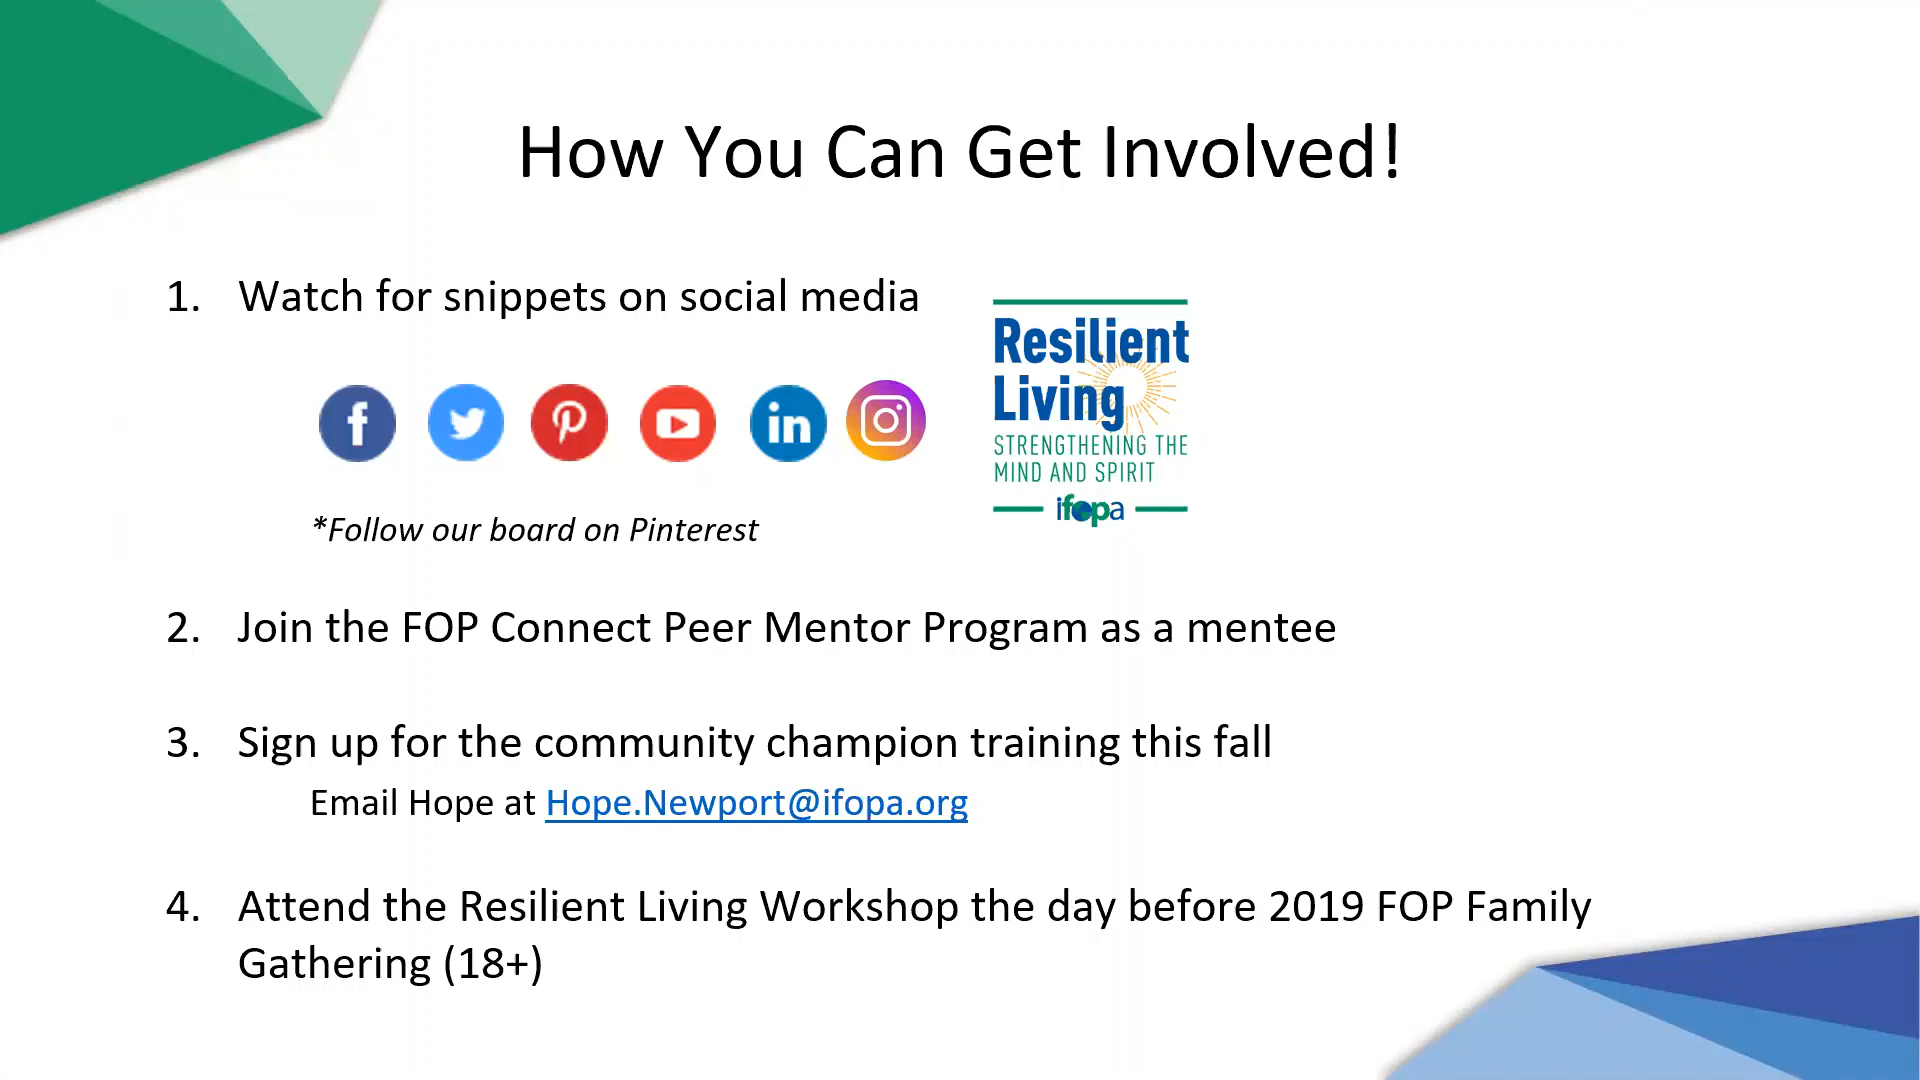 How You Can Get Involved!
1. Watch for snippets on social media
f
in
Resilient
Living
STRENGTHENING THE
MIND AND SPIRIT
ifopa
*Follow our board on Pinterest
2. Join the FOP Connect Peer Mentor Program as a mentee
3. Sign up for the community champion training this fall
Email Hope at Hope.Newport@ifopa.org
4. Attend the Resilient Living Workshop the day before 2019 FOP Family
Gathering (18+)